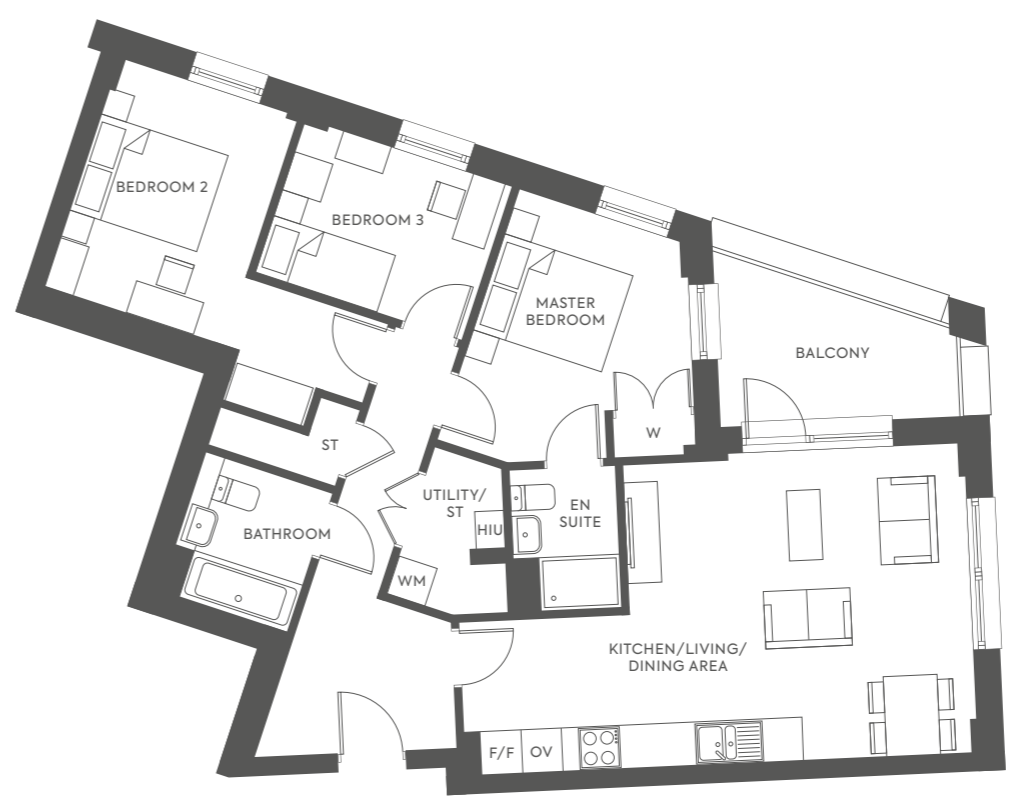 BEDROOM 2
BEDROOM 3
MASTER
BEDROOM
BALCONY
ST
W
UTILITY/
ST
HIU
EN
SUITE
BATHROOM
WM
KITCHEN/LIVING/
DINING AREA
F/F
OV